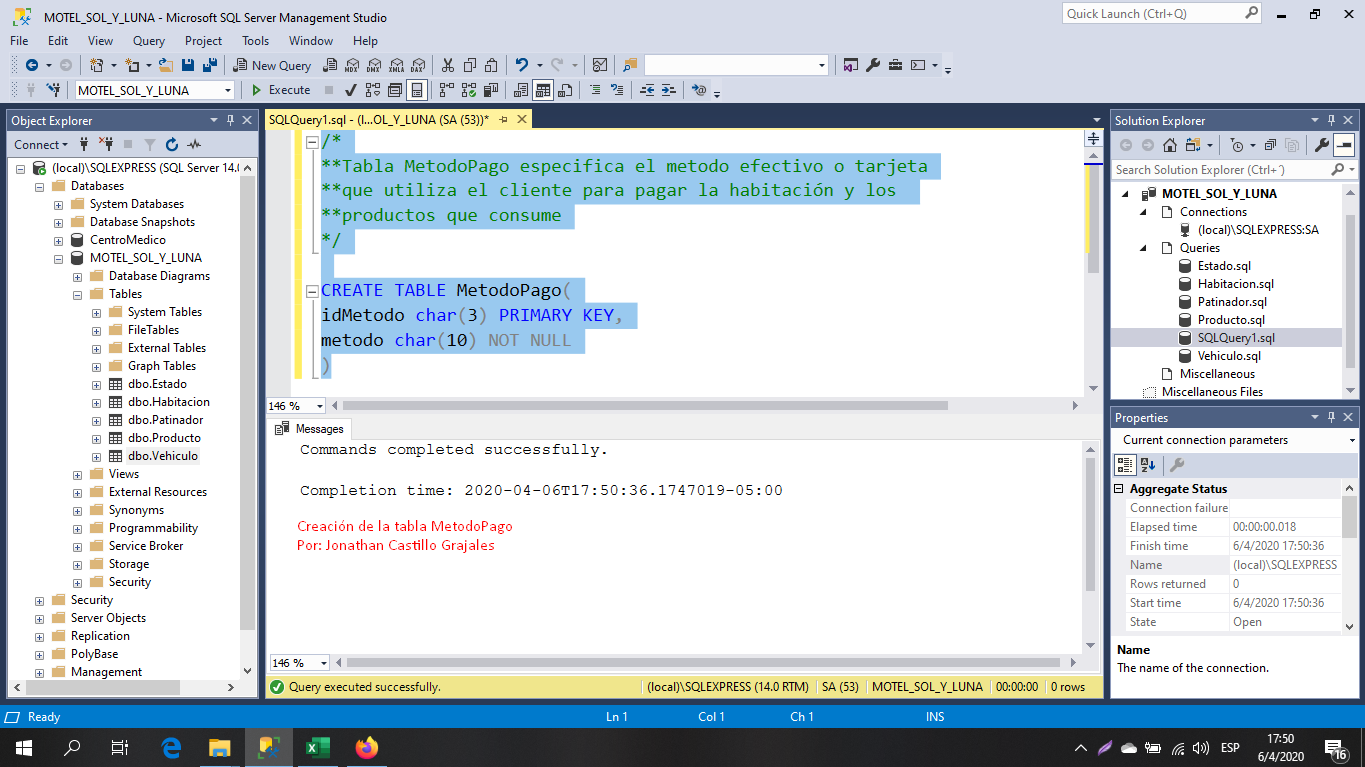 MOTEL_SOL_Y_LUNA - Microsoft SQL Server Management Studio
Quick Launch (Ctrl+Q)
File Edit View Query Project Tools Window Help
New Query MDX DMX XMLA DAX
MOTEL_SOL_Y_LUNA Execute
Object Explorer
Connect
(local)\SQLEXPRESS (SQL Server 14.0
Databases
System Databases
Database Snapshots
CentroMedico
MOTEL_SOL_Y_LUNA
Database Diagrams
Tables
System Tables
FileTables
External Tables
Graph Tables
dbo.Estado
dbo.Habitacion
dbo.Patinador
dbo.Producto
dbo.Vehiculo
Views
External Resources
Synonyms
Programmability
Service Broker
Storage
Security
Security
Server Objects
Replication
PolyBase
Management
SQLQuery1.sql - (l...OL_Y_LUNA (SA (53))*
/*
**Tabla MetodoPago especifica el metodo efectivo o tarjeta
**que utiliza el cliente para pagar la habitación y los
**productos que consume
*/
CREATE TABLE MetodoPago(
idMetodo char(3) PRIMARY KEY,
metodo char(10) NOT NULL
)
146 %
Messages
Commands completed successfully.
Completion time: 2020-04-06T17:50:36.1747019-05:00
Creación de la tabla MetodoPago
Por: Jonathan Castillo Grajales
146 %
Query executed successfully. (local)\SQLEXPRESS (14.0 RTM) SA (53) MOTEL_SOL_Y_LUNA 00:00:00 0 rows
Solution Explorer
Search Solution Explorer (Ctrl+´)
MOTEL_SOL_Y_LUNA
Connections
(local)\SQLEXPRESS:SA
Queries
Estado.sql
Habitacion.sql
Patinador.sql
Producto.sql
SQLQuery1.sql
Vehiculo.sql
Miscellaneous
Miscellaneous Files
Properties
Current connection parameters
Aggregate Status
Connection failure
Elapsed time 00:00:00.018
Finish time 6/4/2020 17:50:36
Name (local)\SQLEXPRESS
Rows returned 0
Start time 6/4/2020 17:50:36
State Open
Name
The name of the connection.
Ready Ln 1 Col 1 Ch 1 INS
ESP 17:50
6/4/2020
16